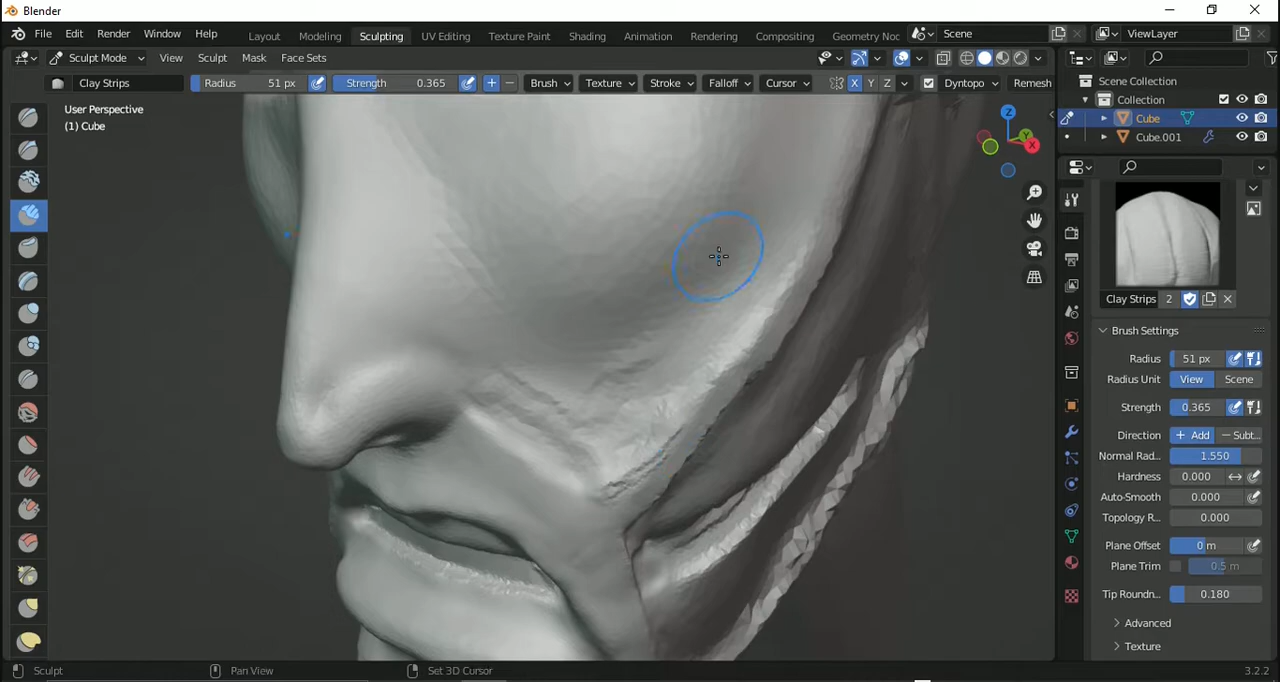 Blender
File Edit Render Window Help Layout Modeling Sculpting UV Editing Texture Paint Shading Animation Rendering Compositing Geometry Noc Scene ViewLayer
Sculpt Mode View Sculpt Mask Face Sets
Clay Strips Radius 51 px Strength 0.365 Brush Texture Stroke Falloff Cursor X Y Z Dyntopo Remesh
User Perspective
(1) Cube
Z
Y
X
Scene Collection
Collection
Cube
Cube.001
Clay Strips 2
Brush Settings
Radius 51 px
Radius Unit View Scene
Strength 0.365
Direction + Add − Subt...
Normal Rad... 1.550
Hardness 0.000
Auto-Smooth 0.000
Topology R... 0.000
Plane Offset 0 m
Plane Trim 0.5 m
Tip Roundn... 0.180
Advanced
Texture
Sculpt Pan View Set 3D Cursor 3.2.2